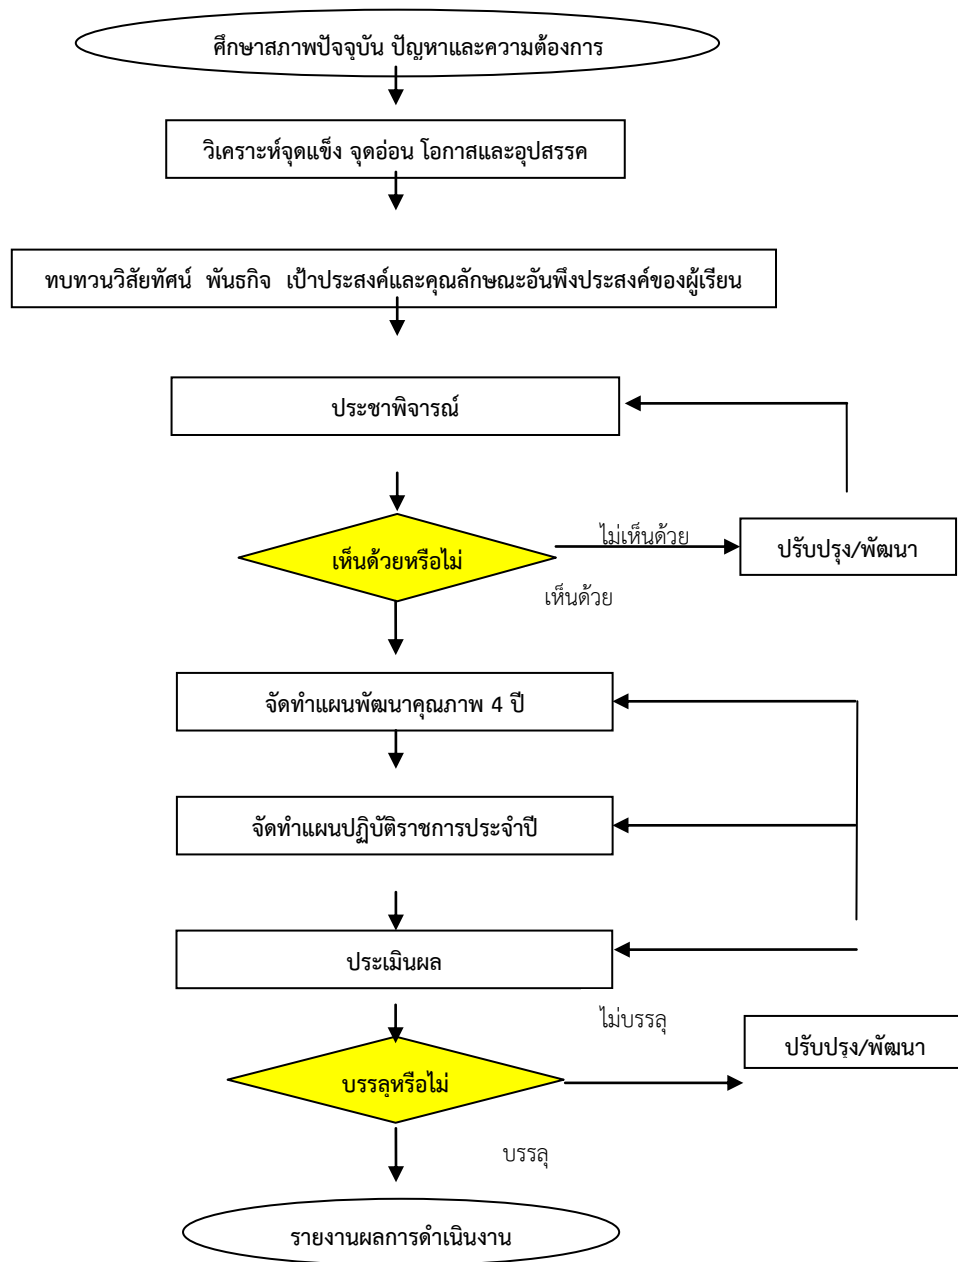 ศึกษาสภาพปัจจุบัน ปัญหาและความต้องการ
วิเคราะห์จุดแข็ง จุดอ่อน โอกาสและอุปสรรค
ทบทวนวิสัยทัศน์ พันธกิจ เป้าประสงค์และคุณลักษณะอันพึงประสงค์ของผู้เรียน
ประชาพิจารณ์
ไม่เห็นด้วย
ปรับปรุง/พัฒนา
เห็นด้วยหรือไม่
เห็นด้วย
จัดทำแผนพัฒนาคุณภาพ 4 ปี
จัดทำแผนปฏิบัติราชการประจำปี
ประเมินผล
ไม่บรรลุ
ปรับปรุง/พัฒนา
บรรลุหรือไม่
บรรลุ
รายงานผลการดำเนินงาน